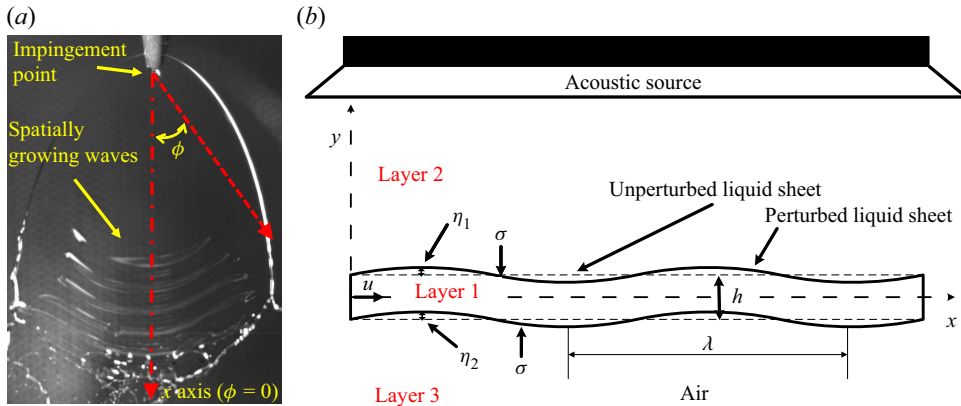 (a)
Impingement
point
ϕ
Spatially
growing waves
x axis (ϕ = 0)
(b)
Acoustic source
y
Layer 2
Unperturbed liquid sheet
Perturbed liquid sheet
η1
σ
u
Layer 1
h
x
η2
σ
λ
Layer 3
Air